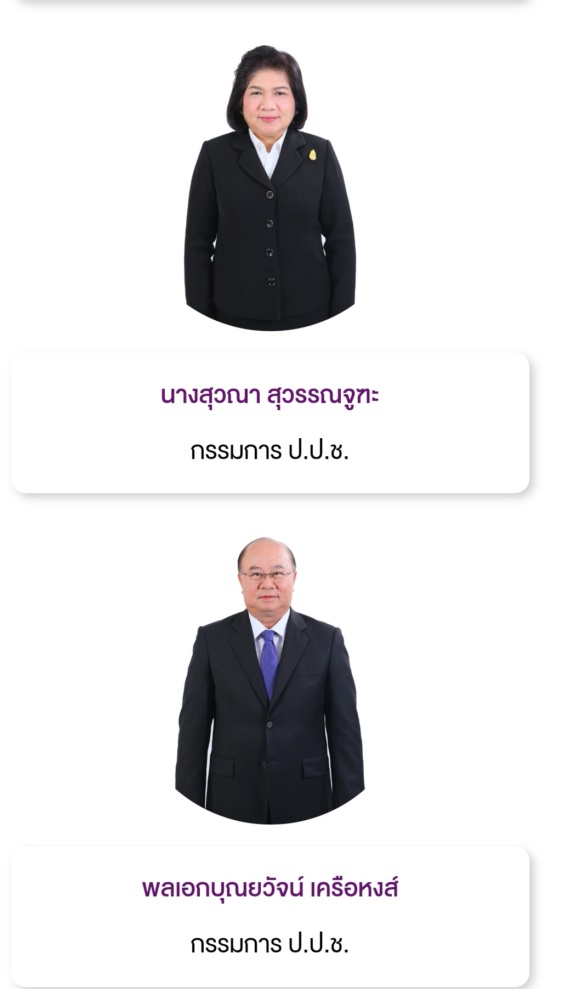 นางสุวณา สุวรรณจูฑะ
กรรมการ ป.ป.ช.
พลเอกบุณยวัจน์ เครือหงส์
กรรมการ ป.ป.ช.